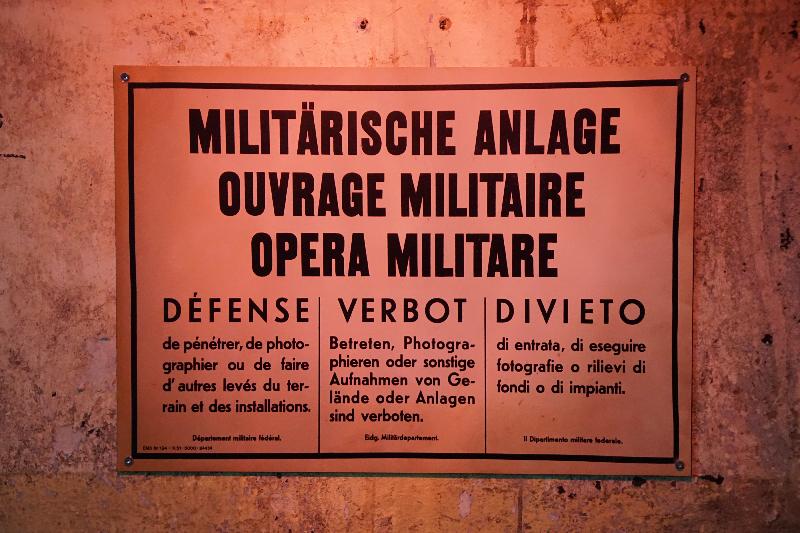 MILITÄRISCHE ANLAGE
OUVRAGE MILITAIRE
OPERA MILITARE
DÉFENSE
de pénétrer, de photo-
graphier ou de faire
d'autres levés du ter-
rain et des installations.
Département militaire fédéral.
VERBOT
Betreten, Photogra-
phieren oder sonstige
Aufnahmen von Ge-
lände oder Anlagen
sind verboten.
Eidg. Militärdepartement.
DIVIETO
di entrata, di eseguire
fotografie o rilievi di
fondi o di impianti.
Il Dipartimento militare federale.